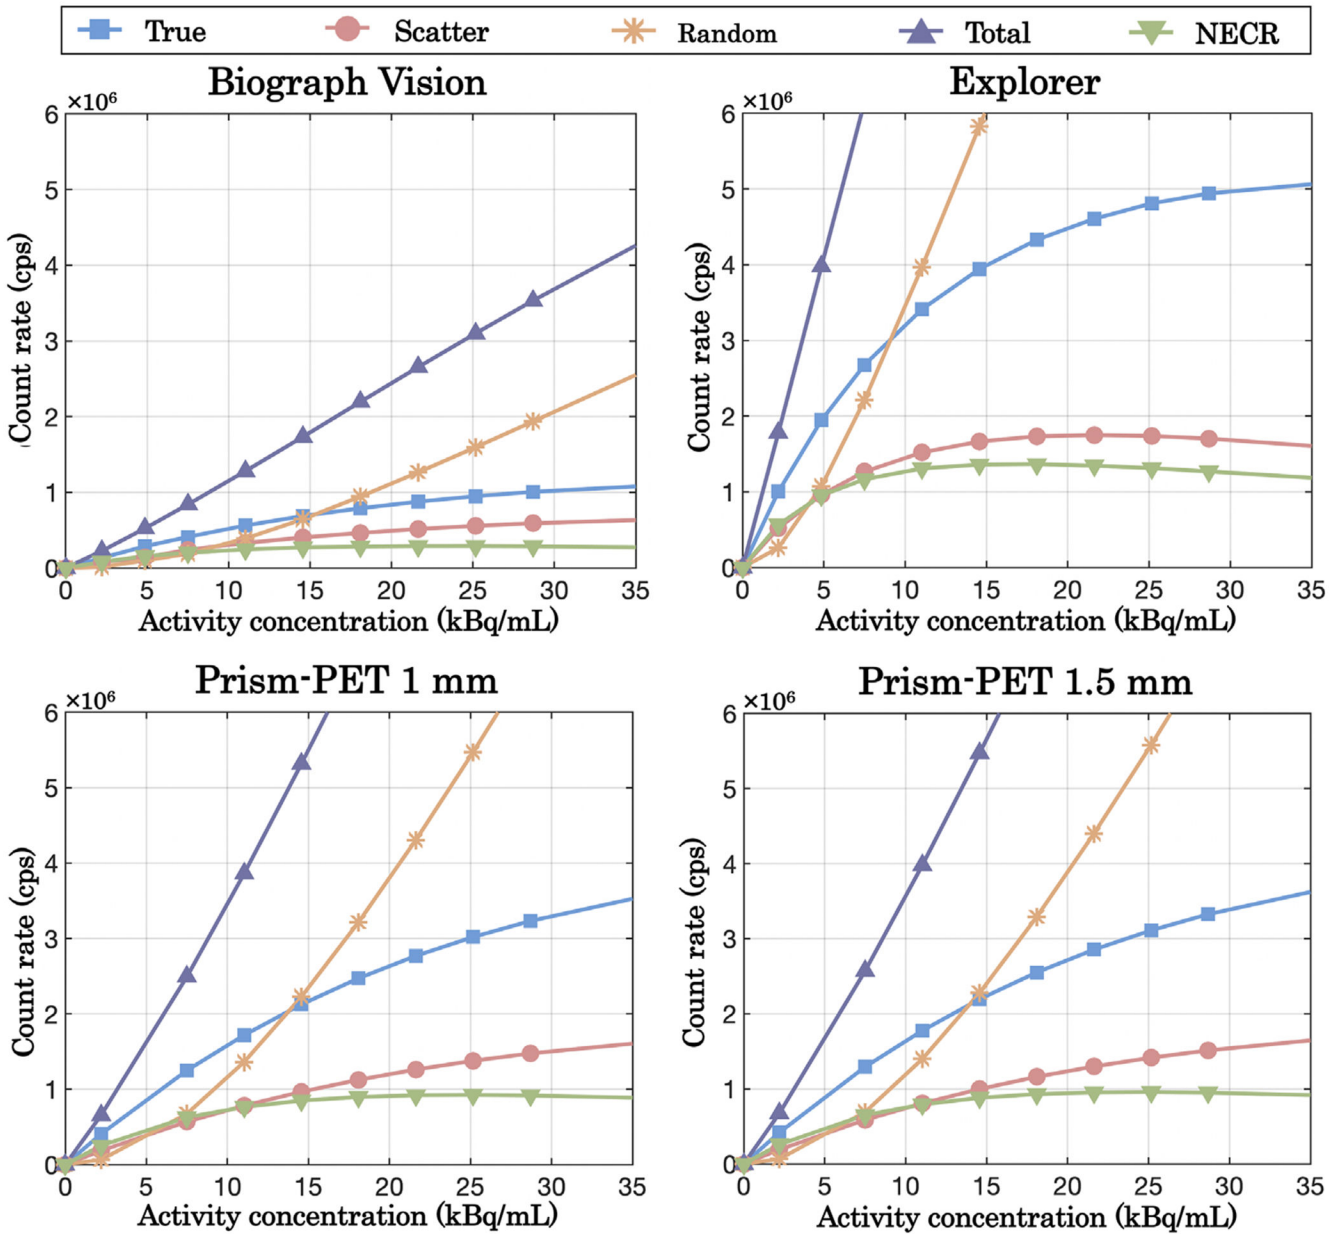 True Scatter Random Total NECR
Biograph Vision
×10⁶
6
5
4
3
2
1
0
0 5 10 15 20 25 30 35
Count rate (cps)
Activity concentration (kBq/mL)
Explorer
×10⁶
6
5
4
3
2
1
0
0 5 10 15 20 25 30 35
Count rate (cps)
Activity concentration (kBq/mL)
Prism-PET 1 mm
×10⁶
6
5
4
3
2
1
0
0 5 10 15 20 25 30 35
Count rate (cps)
Activity concentration (kBq/mL)
Prism-PET 1.5 mm
×10⁶
6
5
4
3
2
1
0
0 5 10 15 20 25 30 35
Count rate (cps)
Activity concentration (kBq/mL)